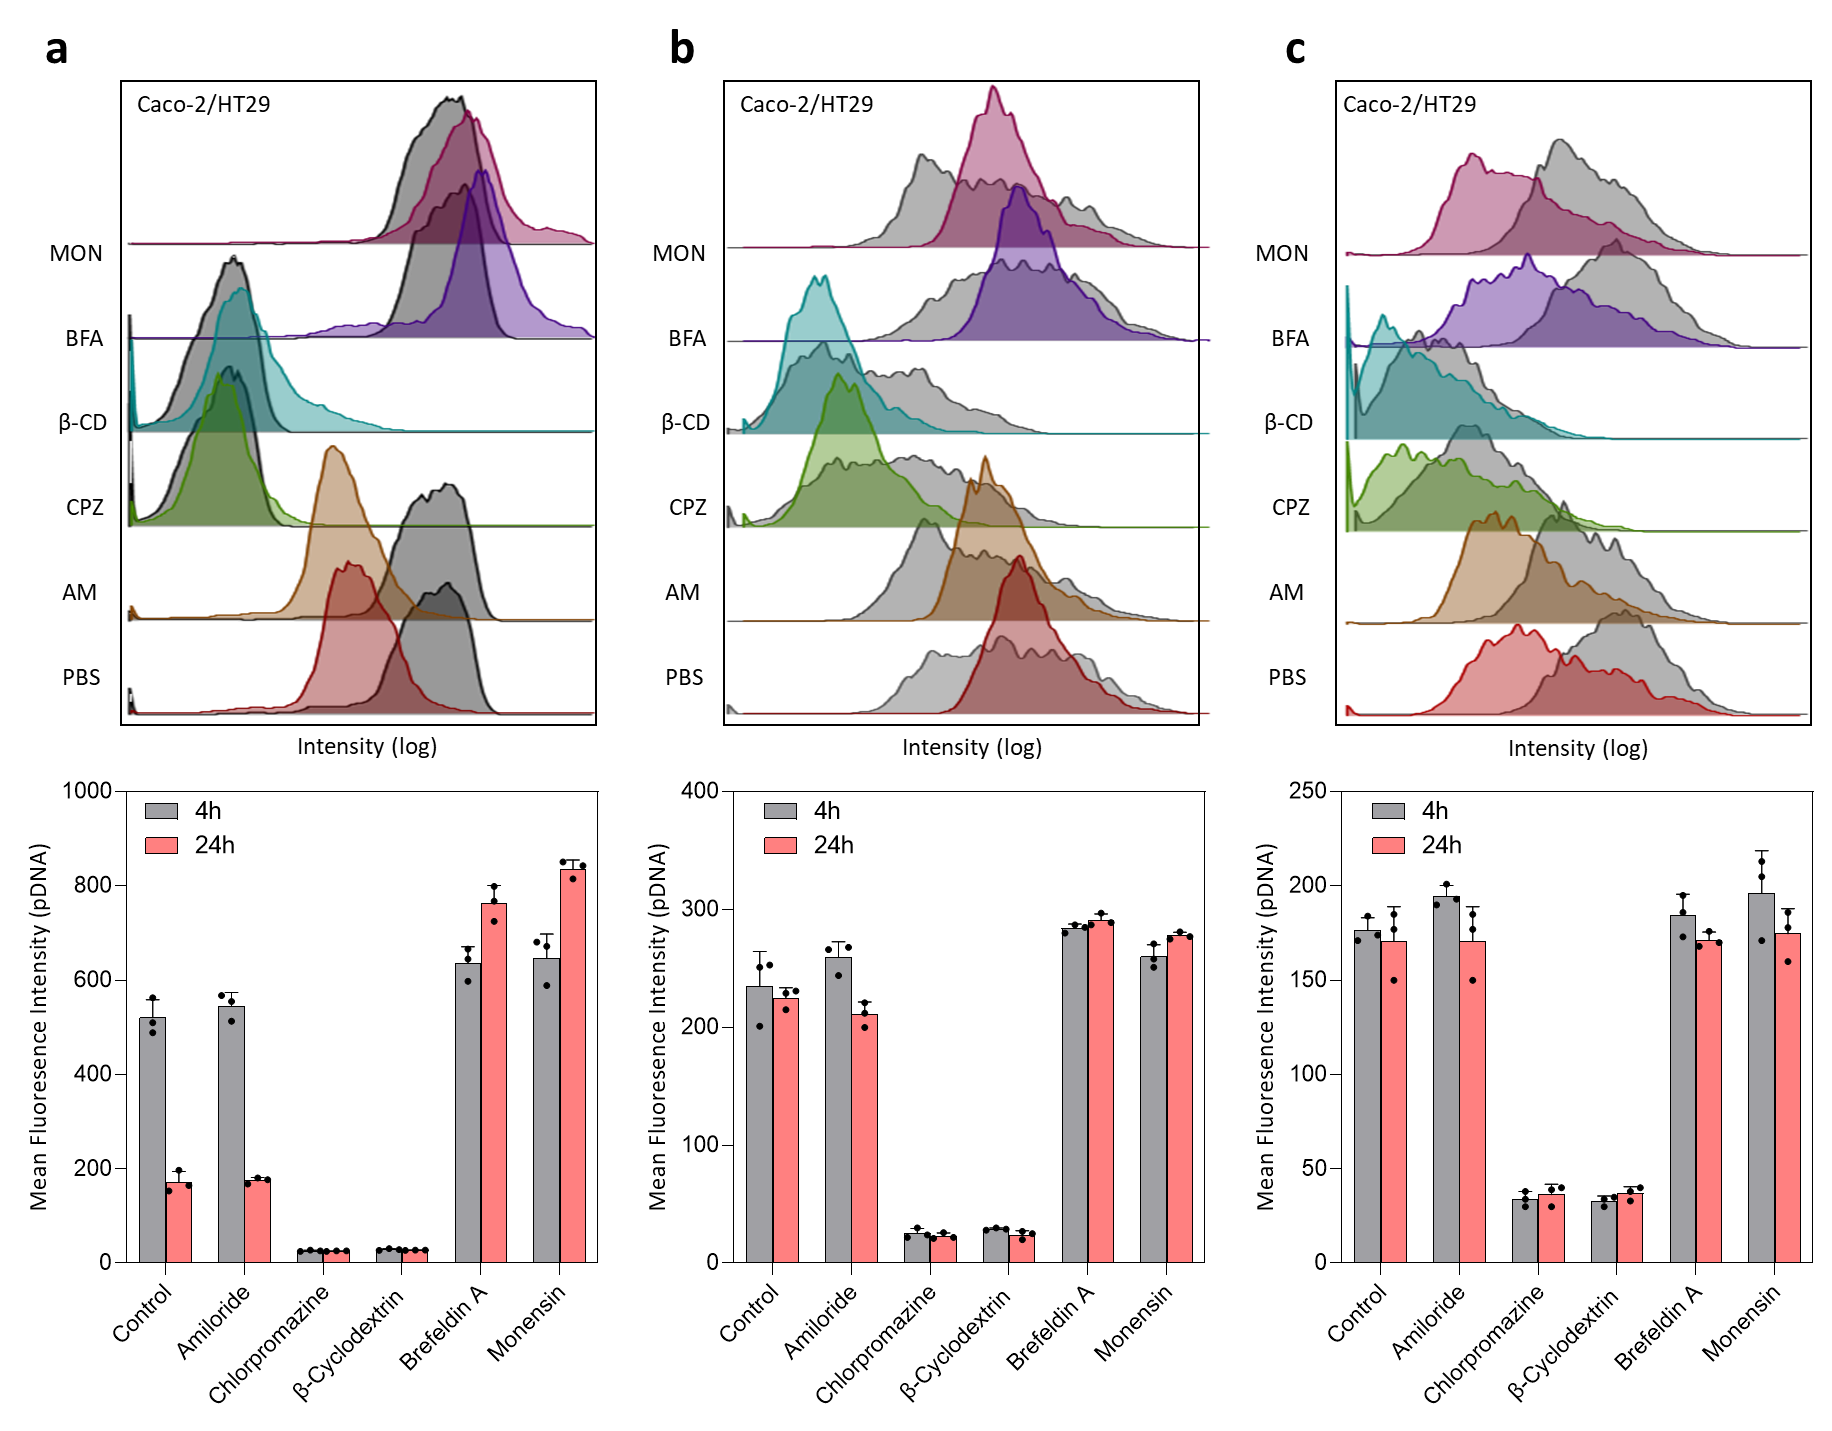 a
Caco-2/HT29
MON
BFA
β-CD
CPZ
AM
PBS
Intensity (log)
b
Caco-2/HT29
MON
BFA
β-CD
CPZ
AM
PBS
Intensity (log)
c
Caco-2/HT29
MON
BFA
β-CD
CPZ
AM
PBS
Intensity (log)
Mean Fluoresence Intensity (pDNA)
1000
800
600
400
200
0
4h
24h
Control
Amiloride
Chlorpromazine
β-Cyclodextrin
Brefeldin A
Monensin
Mean Fluoresence Intensity (pDNA)
400
300
200
100
0
4h
24h
Control
Amiloride
Chlorpromazine
β-Cyclodextrin
Brefeldin A
Monensin
Mean Fluoresence Intensity (pDNA)
250
200
150
100
50
0
4h
24h
Control
Amiloride
Chlorpromazine
β-Cyclodextrin
Brefeldin A
Monensin